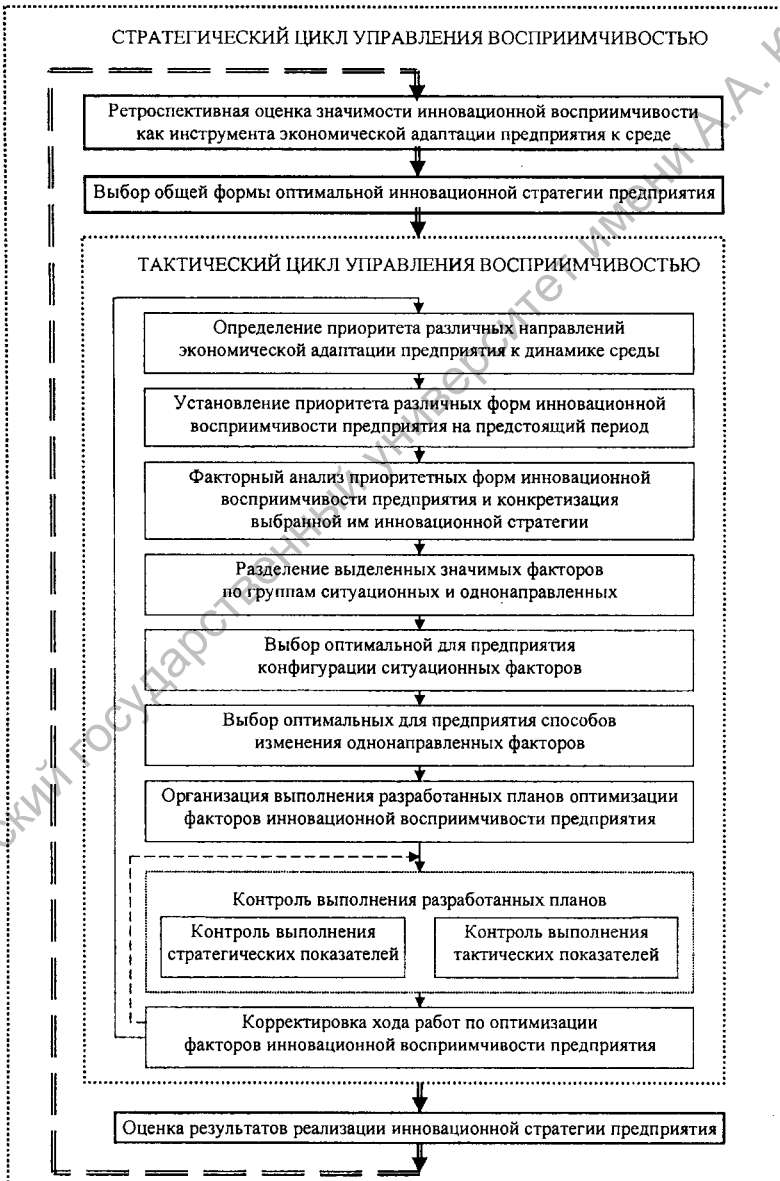 СТРАТЕГИЧЕСКИЙ ЦИКЛ УПРАВЛЕНИЯ ВОСПРИИМЧИВОСТЬЮ
Ретроспективная оценка значимости инновационной восприимчивости
как инструмента экономической адаптации предприятия к среде
Выбор общей формы оптимальной инновационной стратегии предприятия
ТАКТИЧЕСКИЙ ЦИКЛ УПРАВЛЕНИЯ ВОСПРИИМЧИВОСТЬЮ
Определение приоритета различных направлений
экономической адаптации предприятия к динамике среды
Установление приоритета различных форм инновационной
восприимчивости предприятия на предстоящий период
Факторный анализ приоритетных форм инновационной
восприимчивости предприятия и конкретизация
выбранной им инновационной стратегии
Разделение выделенных значимых факторов
по группам ситуационных и однонаправленных
Выбор оптимальной для предприятия
конфигурации ситуационных факторов
Выбор оптимальных для предприятия способов
изменения однонаправленных факторов
Организация выполнения разработанных планов оптимизации
факторов инновационной восприимчивости предприятия
Контроль выполнения разработанных планов
Контроль выполнения
стратегических показателей
Контроль выполнения
тактических показателей
Корректировка хода работ по оптимизации
факторов инновационной восприимчивости предприятия
Оценка результатов реализации инновационной стратегии предприятия
государственный университет имени А.А.